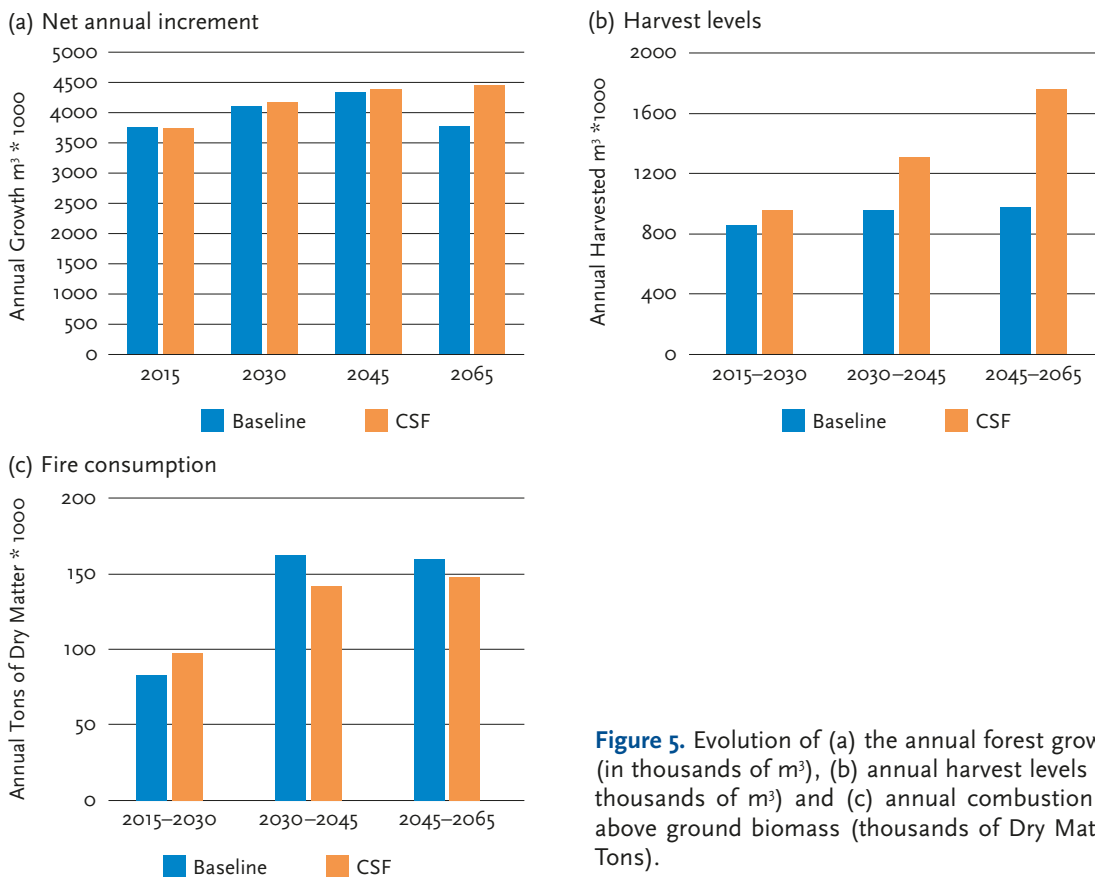 (a) Net annual increment
Annual Growth m³ * 1000
5000
4500
4000
3500
3000
2500
2000
1500
1000
500
0
2015 2030 2045 2065
Baseline CSF
(b) Harvest levels
Annual Harvested m³ *1000
2000
1600
1200
800
400
0
2015–2030 2030–2045 2045–2065
Baseline CSF
(c) Fire consumption
Annual Tons of Dry Matter * 1000
200
150
100
50
0
2015–2030 2030–2045 2045–2065
Baseline CSF
Figure 5. Evolution of (a) the annual forest grow
(in thousands of m³), (b) annual harvest levels
thousands of m³) and (c) annual combustion
above ground biomass (thousands of Dry Mat
Tons).